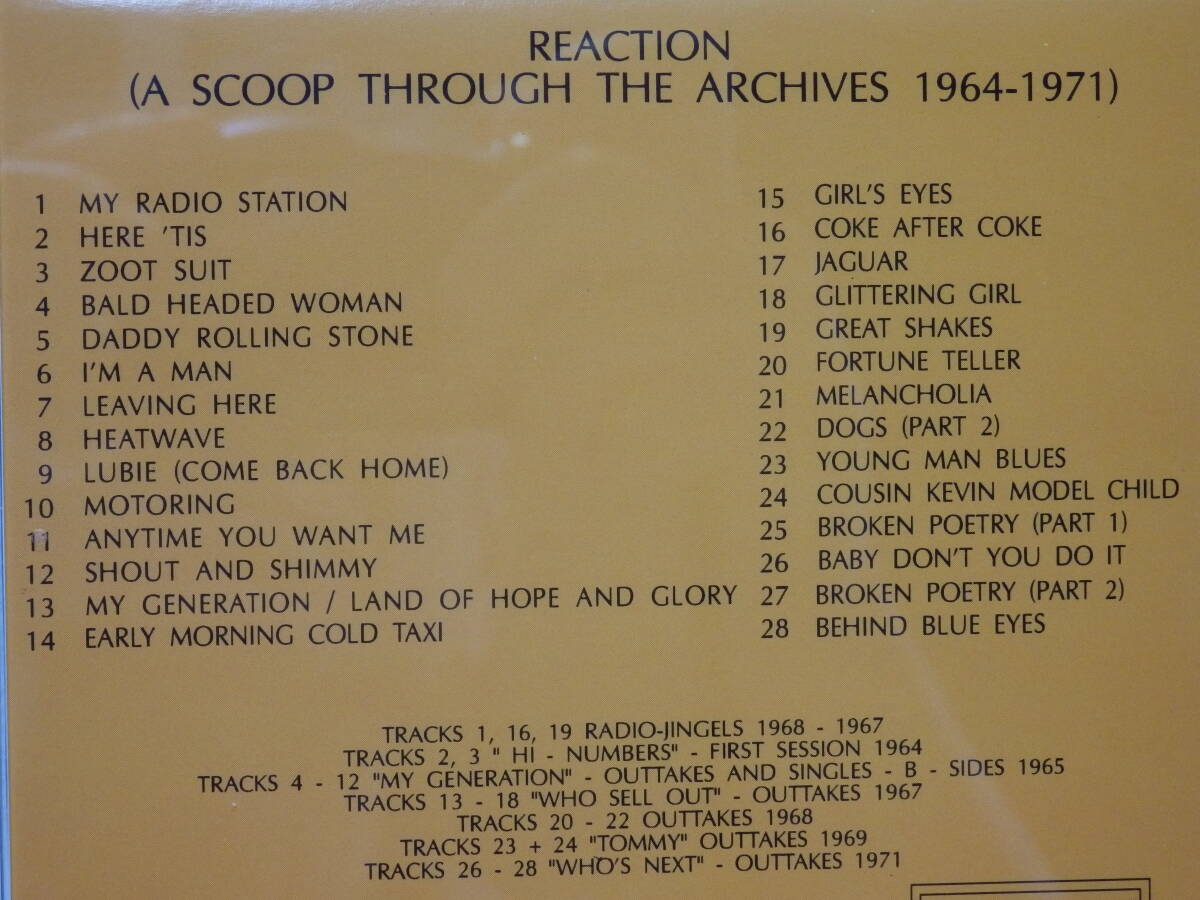 REACTION
(A SCOOP THROUGH THE ARCHIVES 1964-1971)
1 MY RADIO STATION
2 HERE 'TIS
3 ZOOT SUIT
4 BALD HEADED WOMAN
5 DADDY ROLLING STONE
6 I'M A MAN
7 LEAVING HERE
8 HEATWAVE
9 LUBIE (COME BACK HOME)
10 MOTORING
11 ANYTIME YOU WANT ME
12 SHOUT AND SHIMMY
13 MY GENERATION / LAND OF HOPE AND GLORY
14 EARLY MORNING COLD TAXI
15 GIRL'S EYES
16 COKE AFTER COKE
17 JAGUAR
18 GLITTERING GIRL
19 GREAT SHAKES
20 FORTUNE TELLER
21 MELANCHOLIA
22 DOGS (PART 2)
23 YOUNG MAN BLUES
24 COUSIN KEVIN MODEL CHILD
25 BROKEN POETRY (PART 1)
26 BABY DON'T YOU DO IT
27 BROKEN POETRY (PART 2)
28 BEHIND BLUE EYES
TRACKS 1, 16, 19 RADIO-JINGELS 1968 - 1967
TRACKS 2, 3 " HI - NUMBERS" - FIRST SESSION 1964
TRACKS 4 - 12 "MY GENERATION" - OUTTAKES AND SINGLES - B - SIDES 1965
TRACKS 13 - 18 "WHO SELL OUT" - OUTTAKES 1967
TRACKS 20 - 22 OUTTAKES 1968
TRACKS 23 + 24 "TOMMY" OUTTAKES 1969
TRACKS 26 - 28 "WHO'S NEXT" - OUTTAKES 1971